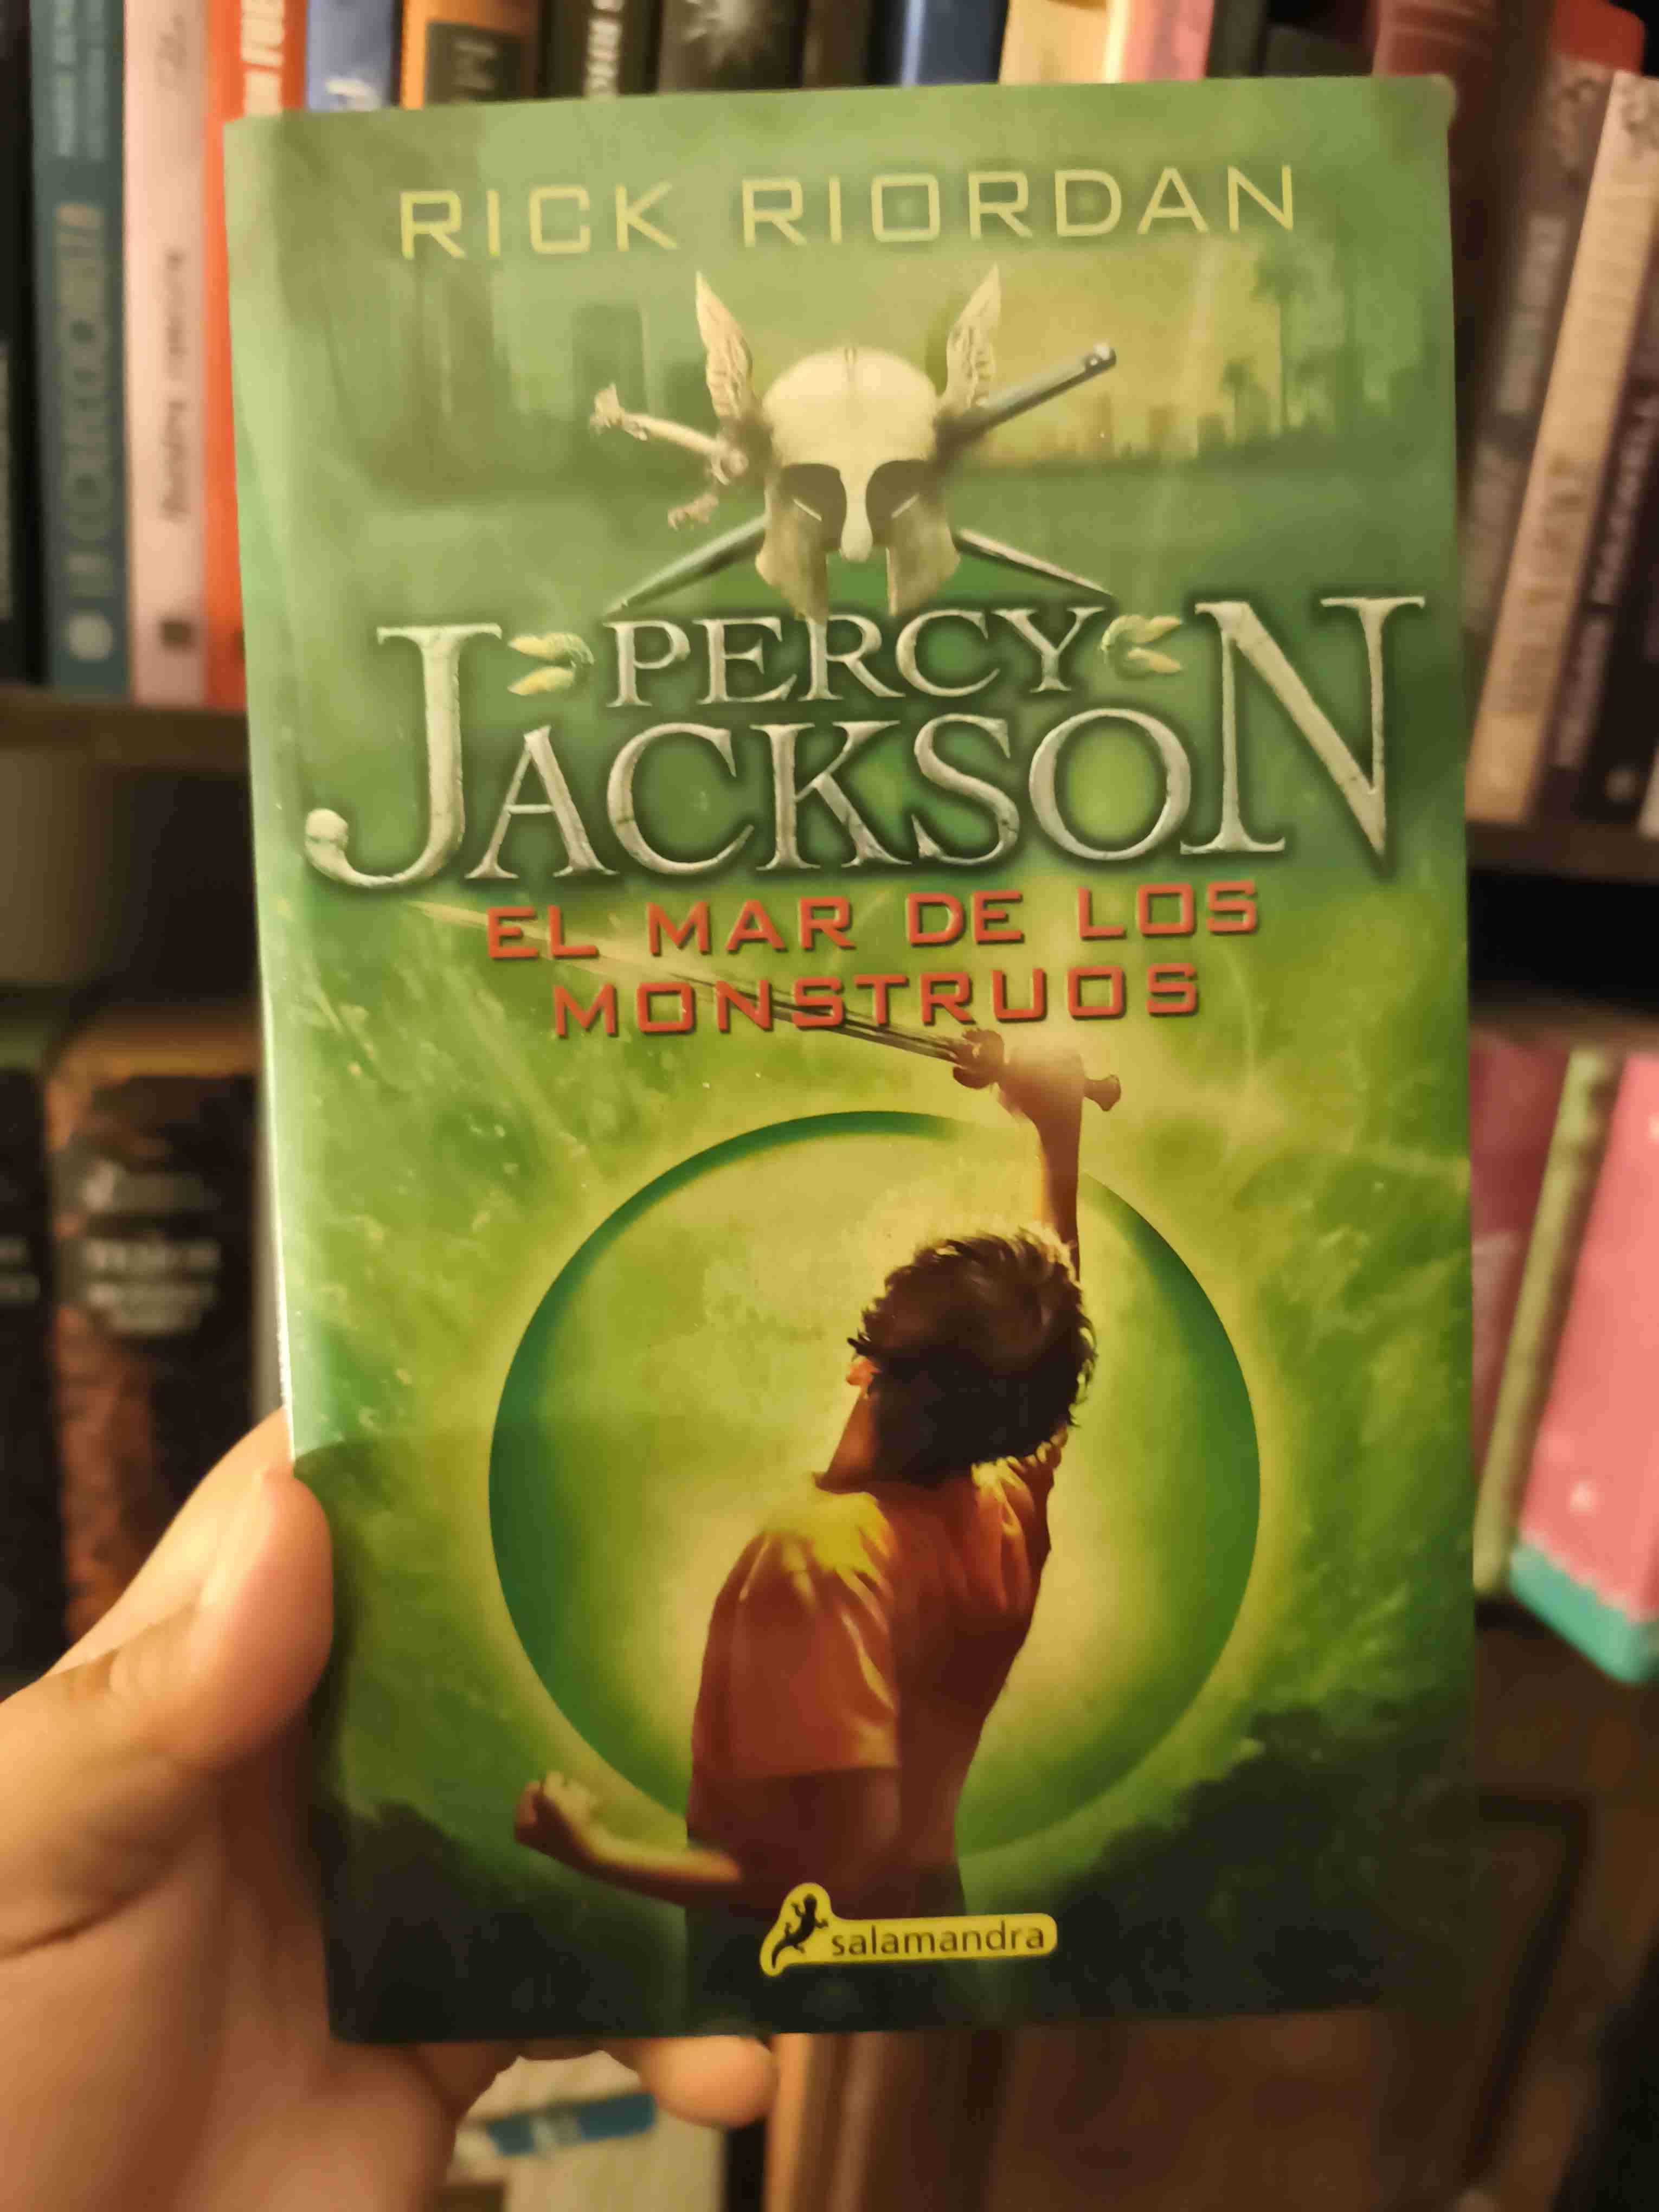 RICK RIORDAN
PERCY
JACKSON
EL MAR DE LOS
MONSTRUOS
salamandra